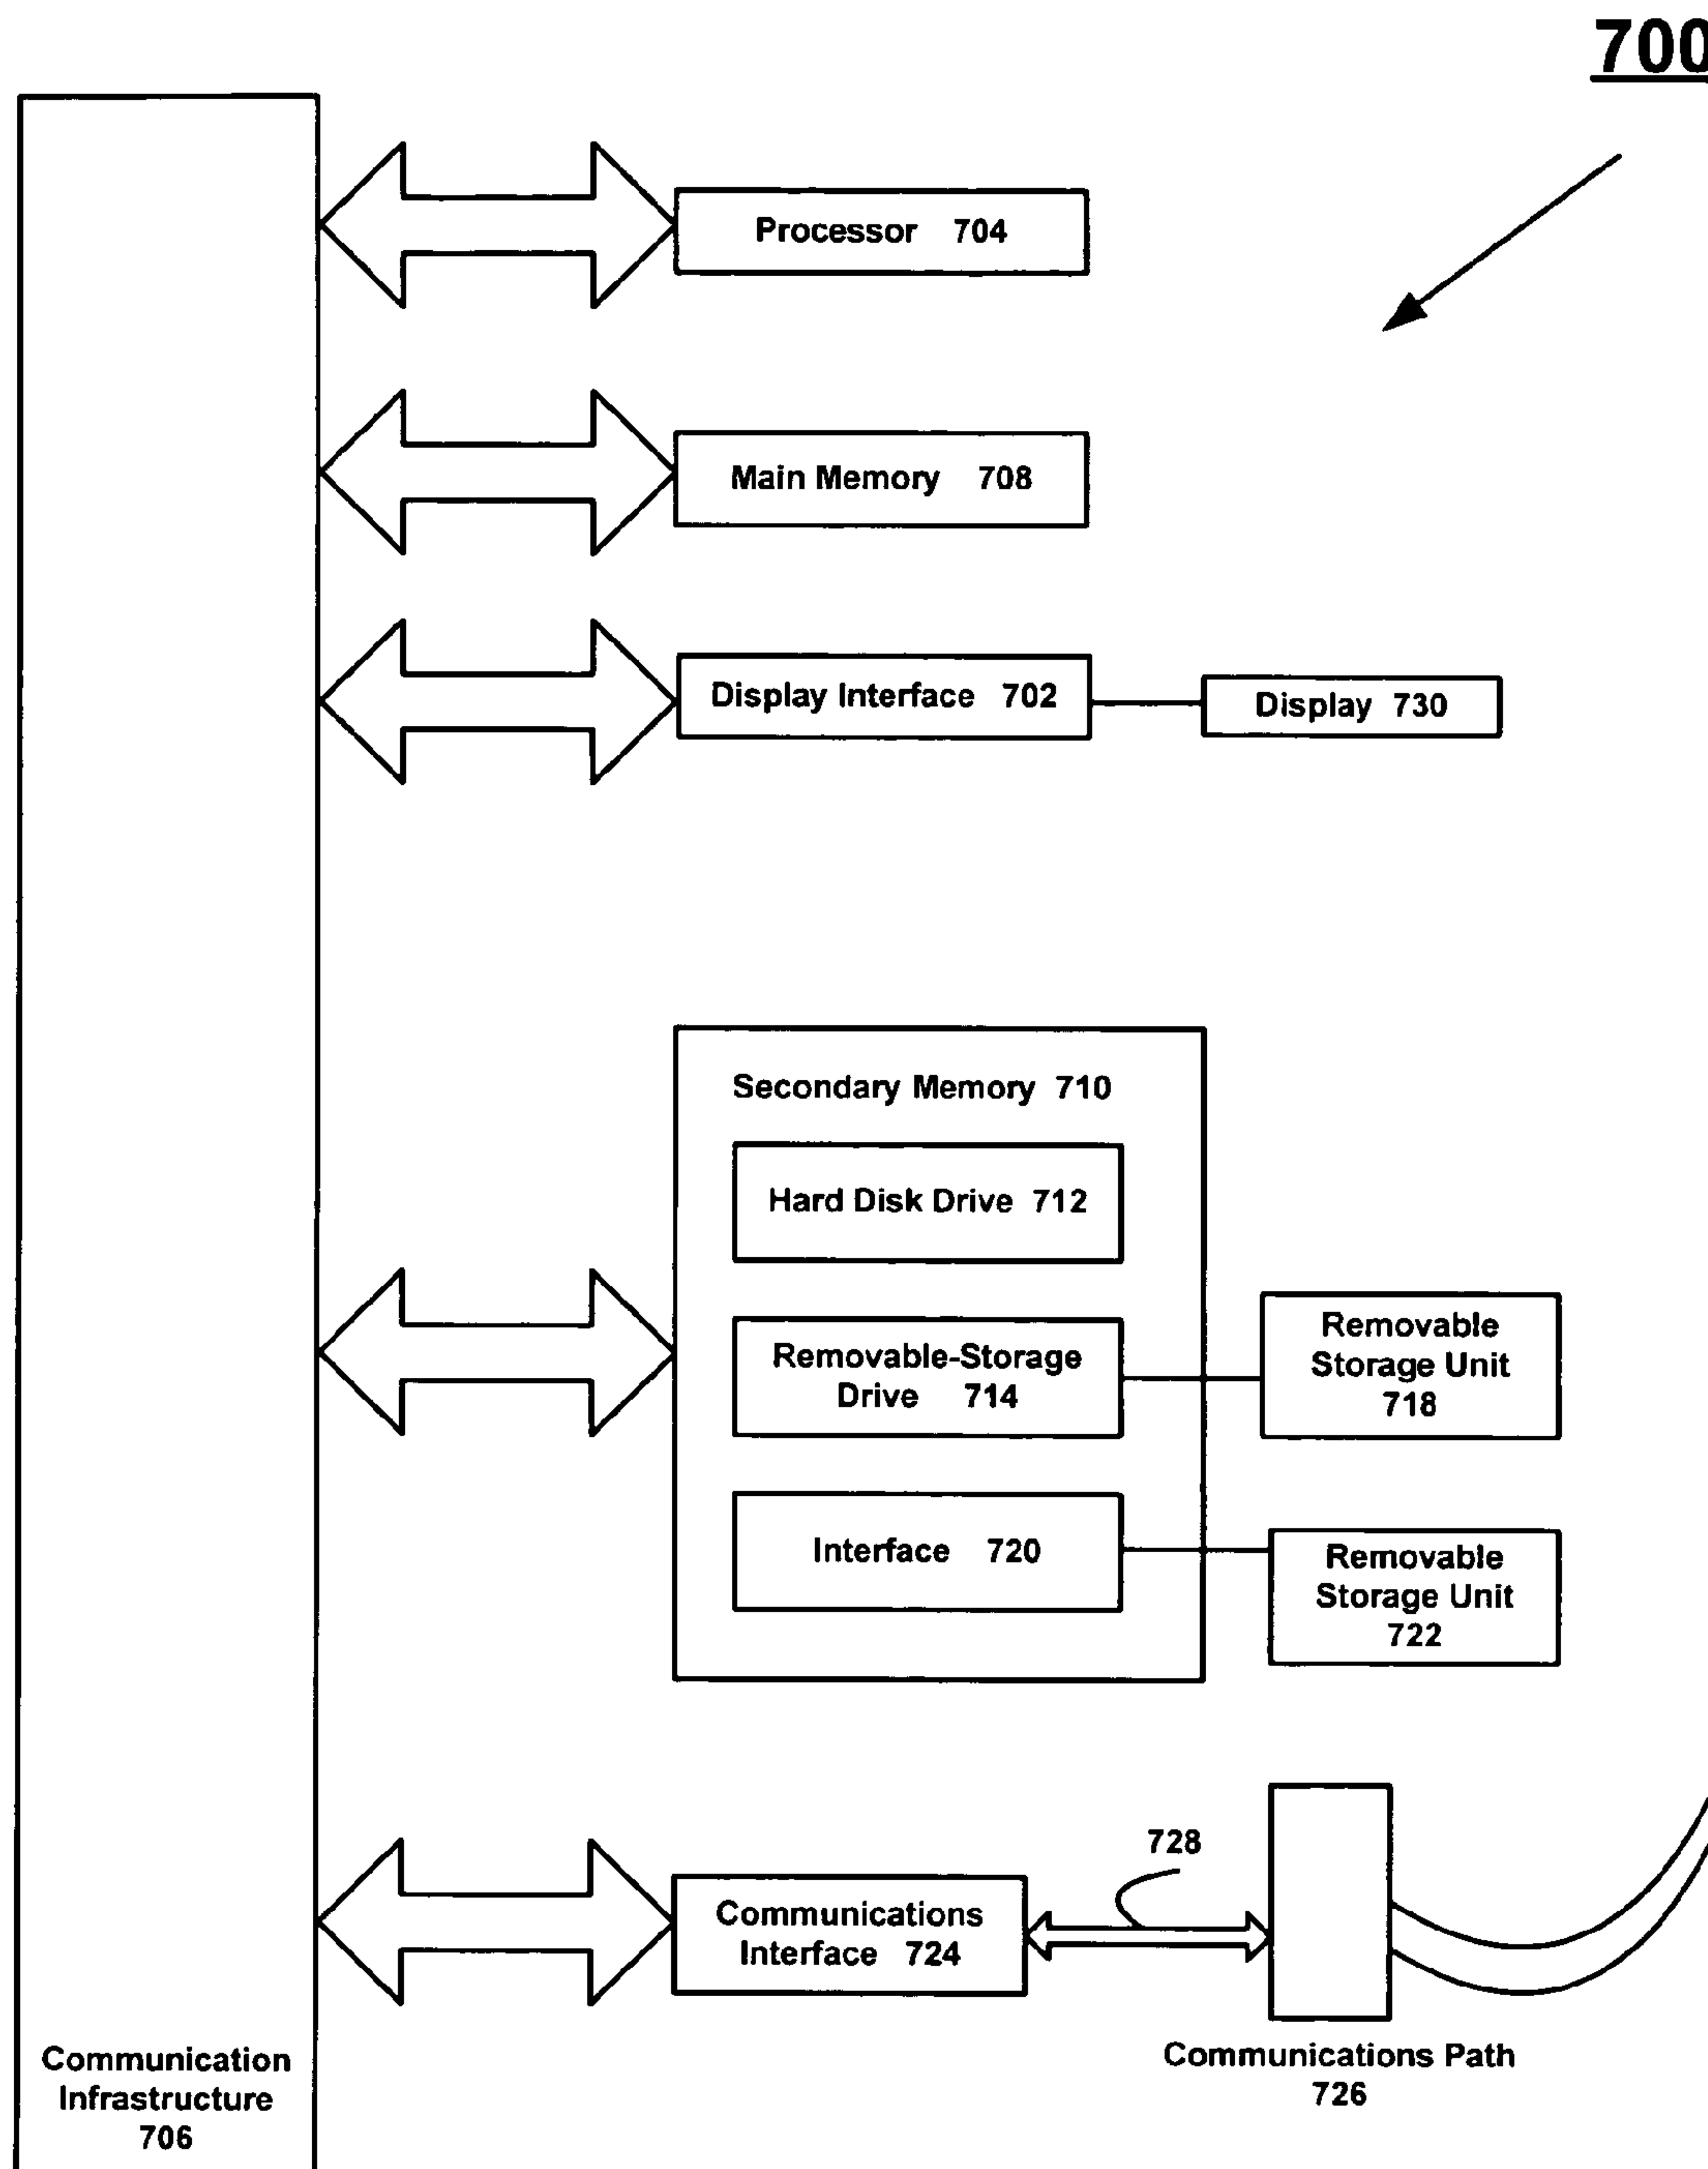 700
Processor 704
Main Memory 708
Display Interface 702
Display 730
Secondary Memory 710
Hard Disk Drive 712
Removable-Storage
Drive 714
Removable
Storage Unit
718
Interface 720
Removable
Storage Unit
722
728
Communications
Interface 724
Communications Path
726
Communication
Infrastructure
706